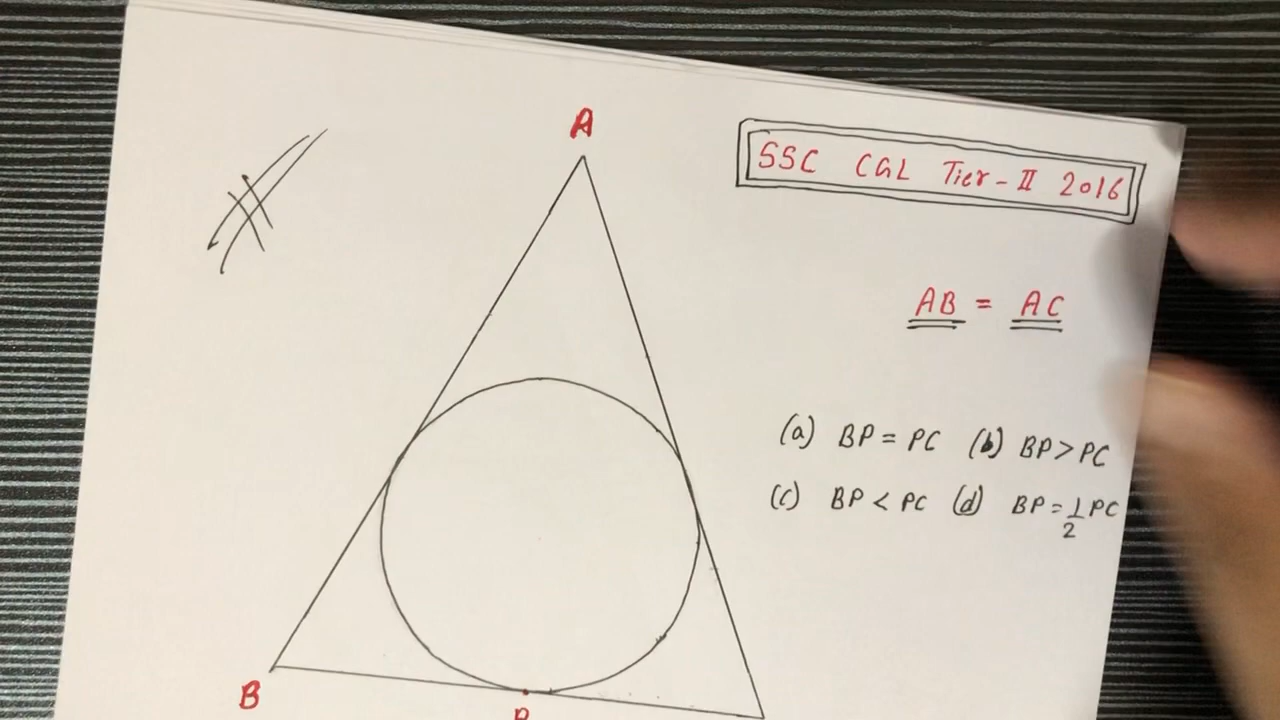 A
SSC CGL Tier-II 2016
AB = AC
(a) BP = PC (b) BP > PC
(c) BP < PC (d) BP = 1/2 PC
B
P